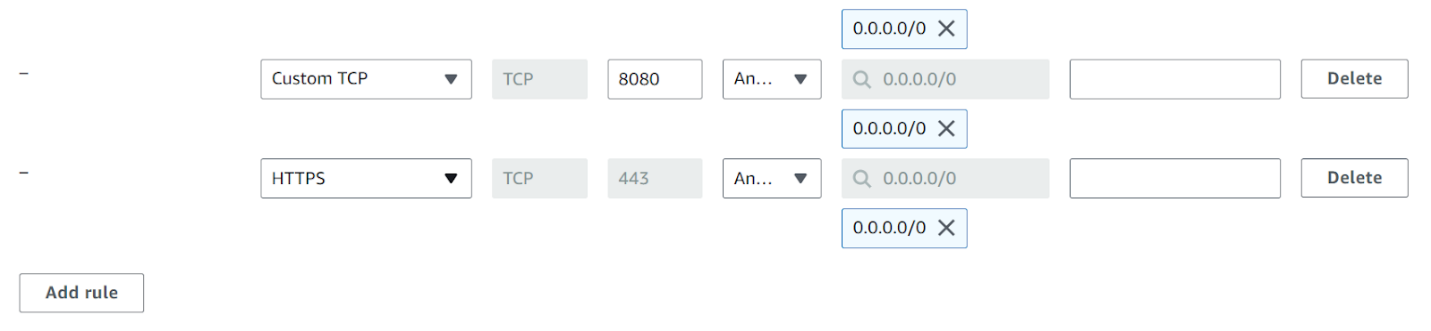 0.0.0.0/0
– Custom TCP TCP 8080 An... 0.0.0.0/0 Delete
0.0.0.0/0
– HTTPS TCP 443 An... 0.0.0.0/0 Delete
0.0.0.0/0
Add rule